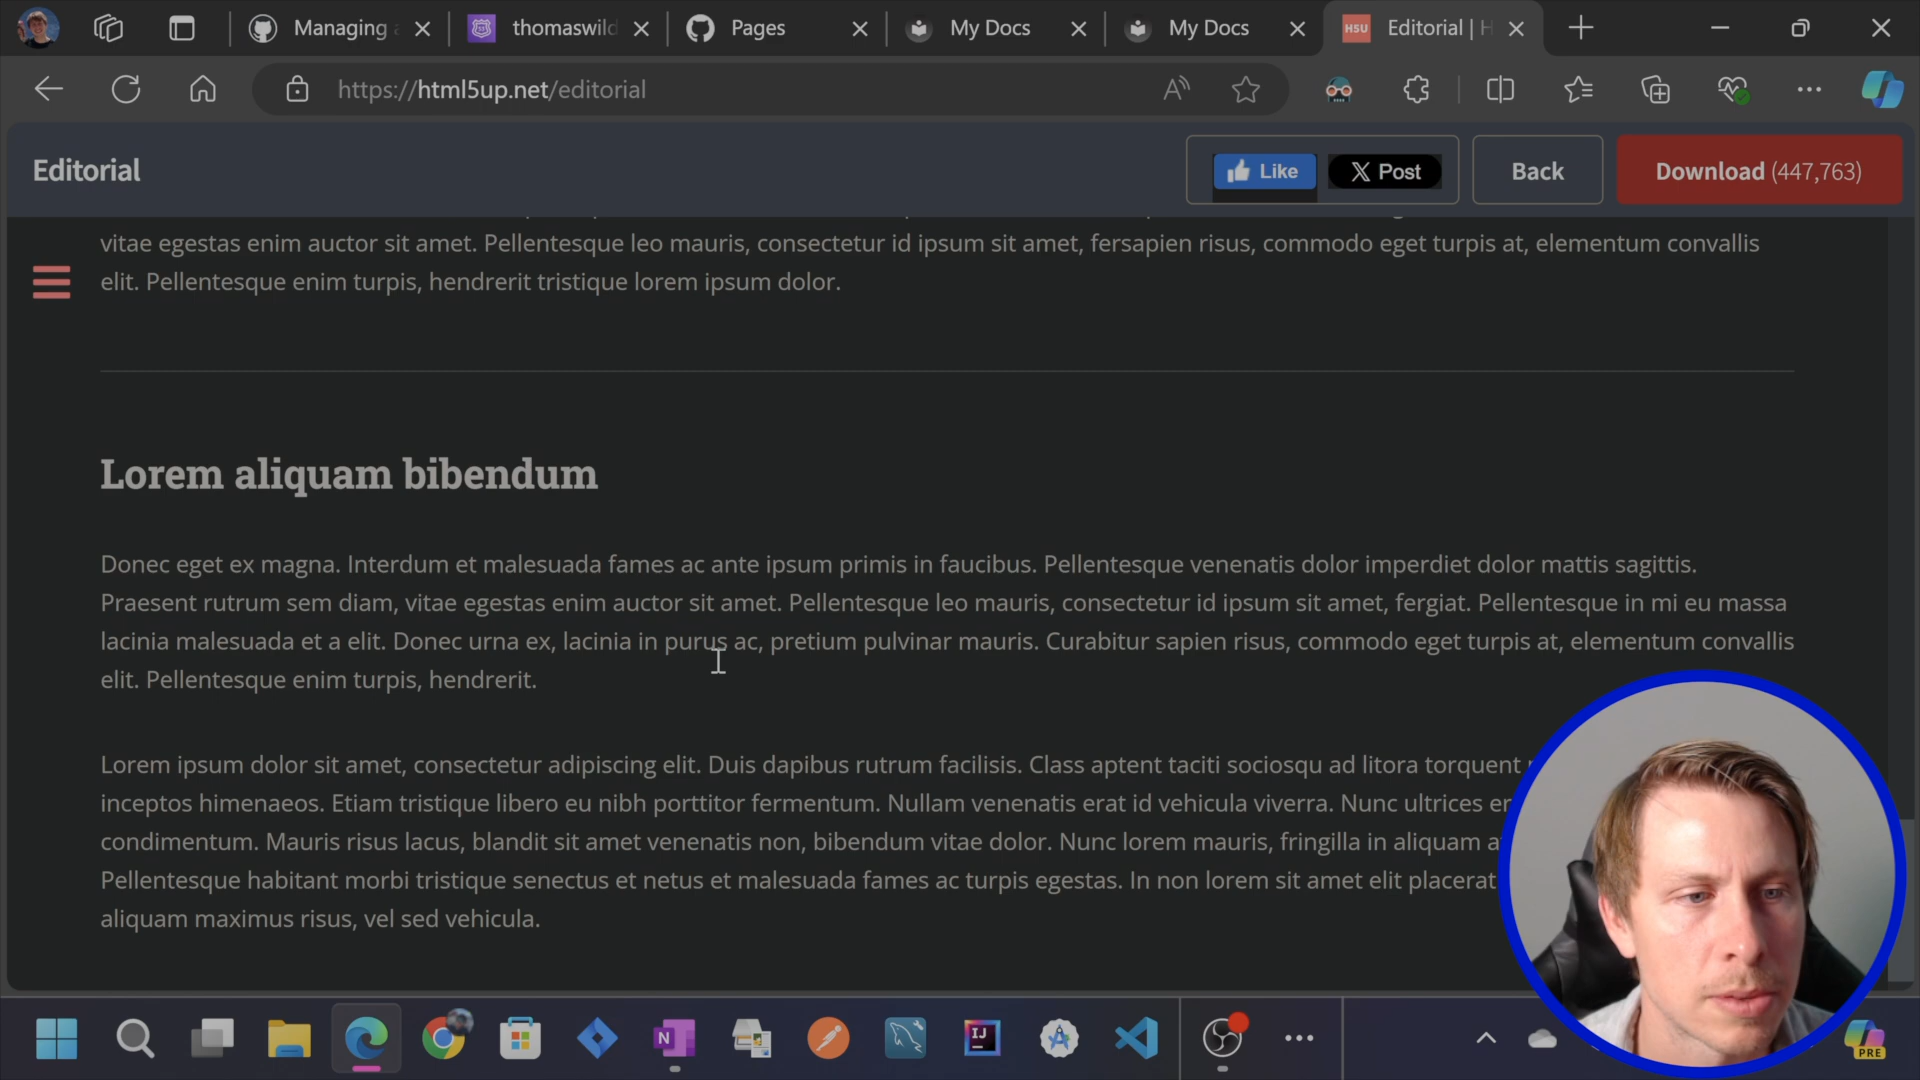 Managing a
thomaswild
Pages
My Docs
My Docs
HSU
Editorial | H
https://html5up.net/editorial
Editorial
Like
Post
Back
Download (447,763)
vitae egestas enim auctor sit amet. Pellentesque leo mauris, consectetur id ipsum sit amet, fersapien risus, commodo eget turpis at, elementum convallis
elit. Pellentesque enim turpis, hendrerit tristique lorem ipsum dolor.
Lorem aliquam bibendum
Donec eget ex magna. Interdum et malesuada fames ac ante ipsum primis in faucibus. Pellentesque venenatis dolor imperdiet dolor mattis sagittis.
Praesent rutrum sem diam, vitae egestas enim auctor sit amet. Pellentesque leo mauris, consectetur id ipsum sit amet, fergiat. Pellentesque in mi eu massa
lacinia malesuada et a elit. Donec urna ex, lacinia in purus ac, pretium pulvinar mauris. Curabitur sapien risus, commodo eget turpis at, elementum convallis
elit. Pellentesque enim turpis, hendrerit.
Lorem ipsum dolor sit amet, consectetur adipiscing elit. Duis dapibus rutrum facilisis. Class aptent taciti sociosqu ad litora torquent
inceptos himenaeos. Etiam tristique libero eu nibh porttitor fermentum. Nullam venenatis erat id vehicula viverra. Nunc ultrices er
condimentum. Mauris risus lacus, blandit sit amet venenatis non, bibendum vitae dolor. Nunc lorem mauris, fringilla in aliquam a
Pellentesque habitant morbi tristique senectus et netus et malesuada fames ac turpis egestas. In non lorem sit amet elit placerat
aliquam maximus risus, vel sed vehicula.
N
IJ
PRE